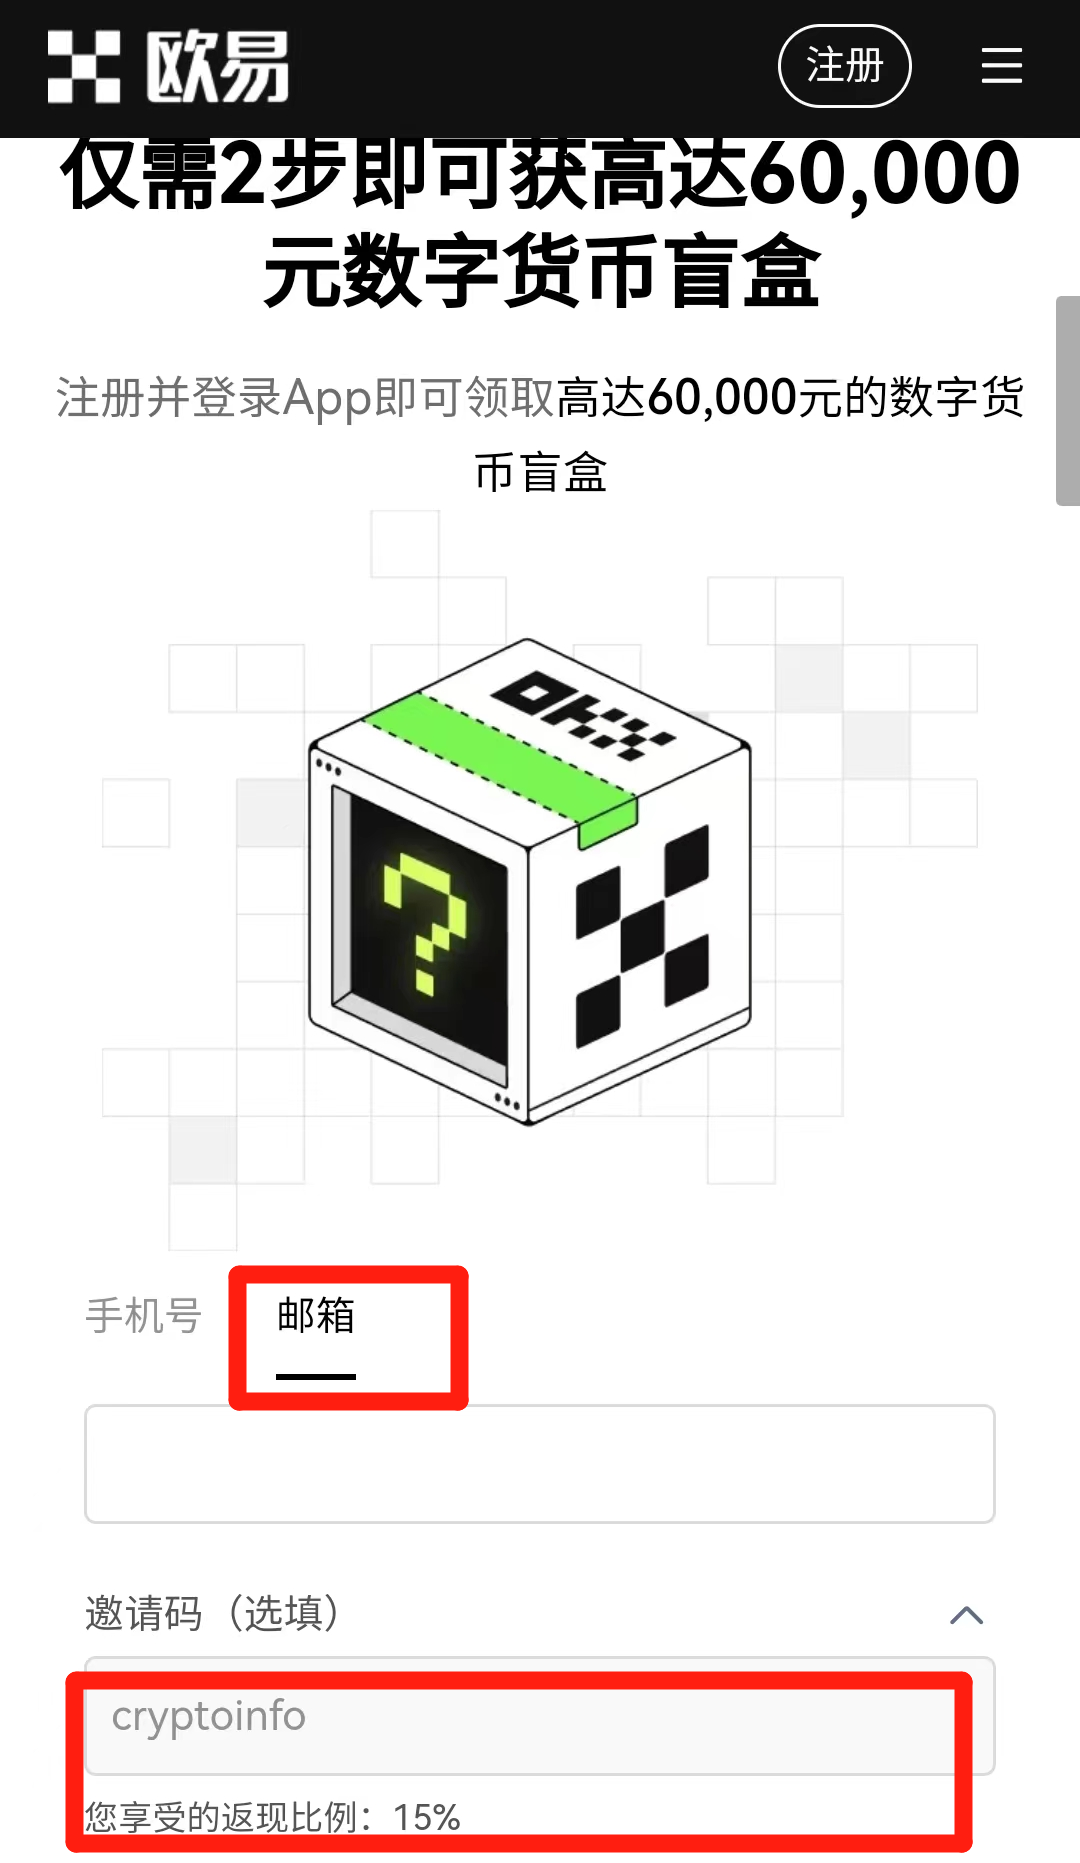 欧易
注册
仅需2步即可获高达60,000
元数字货币盲盒
注册并登录App即可领取高达60,000元的数字货
币盲盒
OKX
?
手机号 邮箱
邀请码（选填）
cryptoinfo
您享受的返现比例：15%